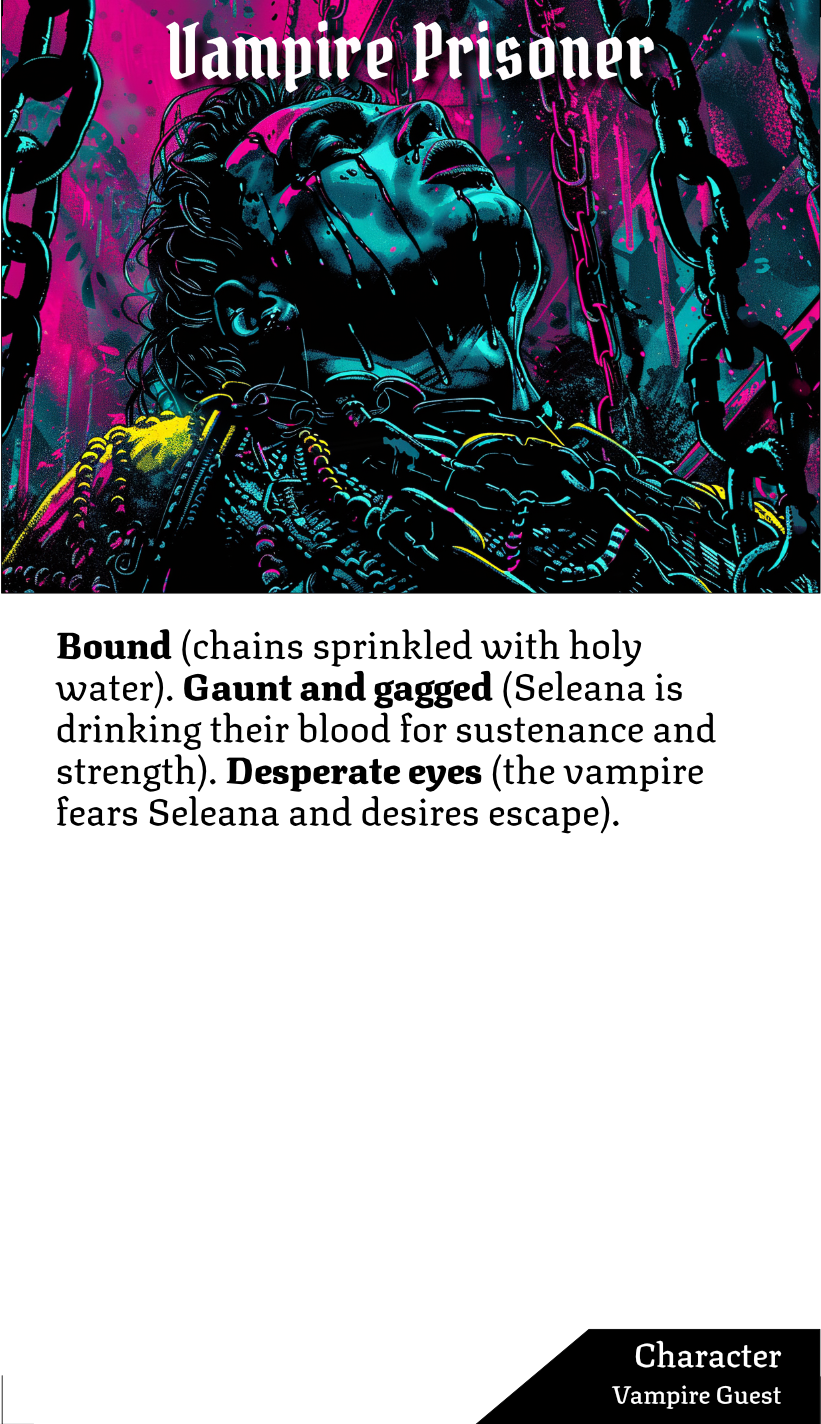 Vampire Prisoner
Bound (chains sprinkled with holy
water). Gaunt and gagged (Seleana is
drinking their blood for sustenance and
strength). Desperate eyes (the vampire
fears Seleana and desires escape).
Character
Vampire Guest